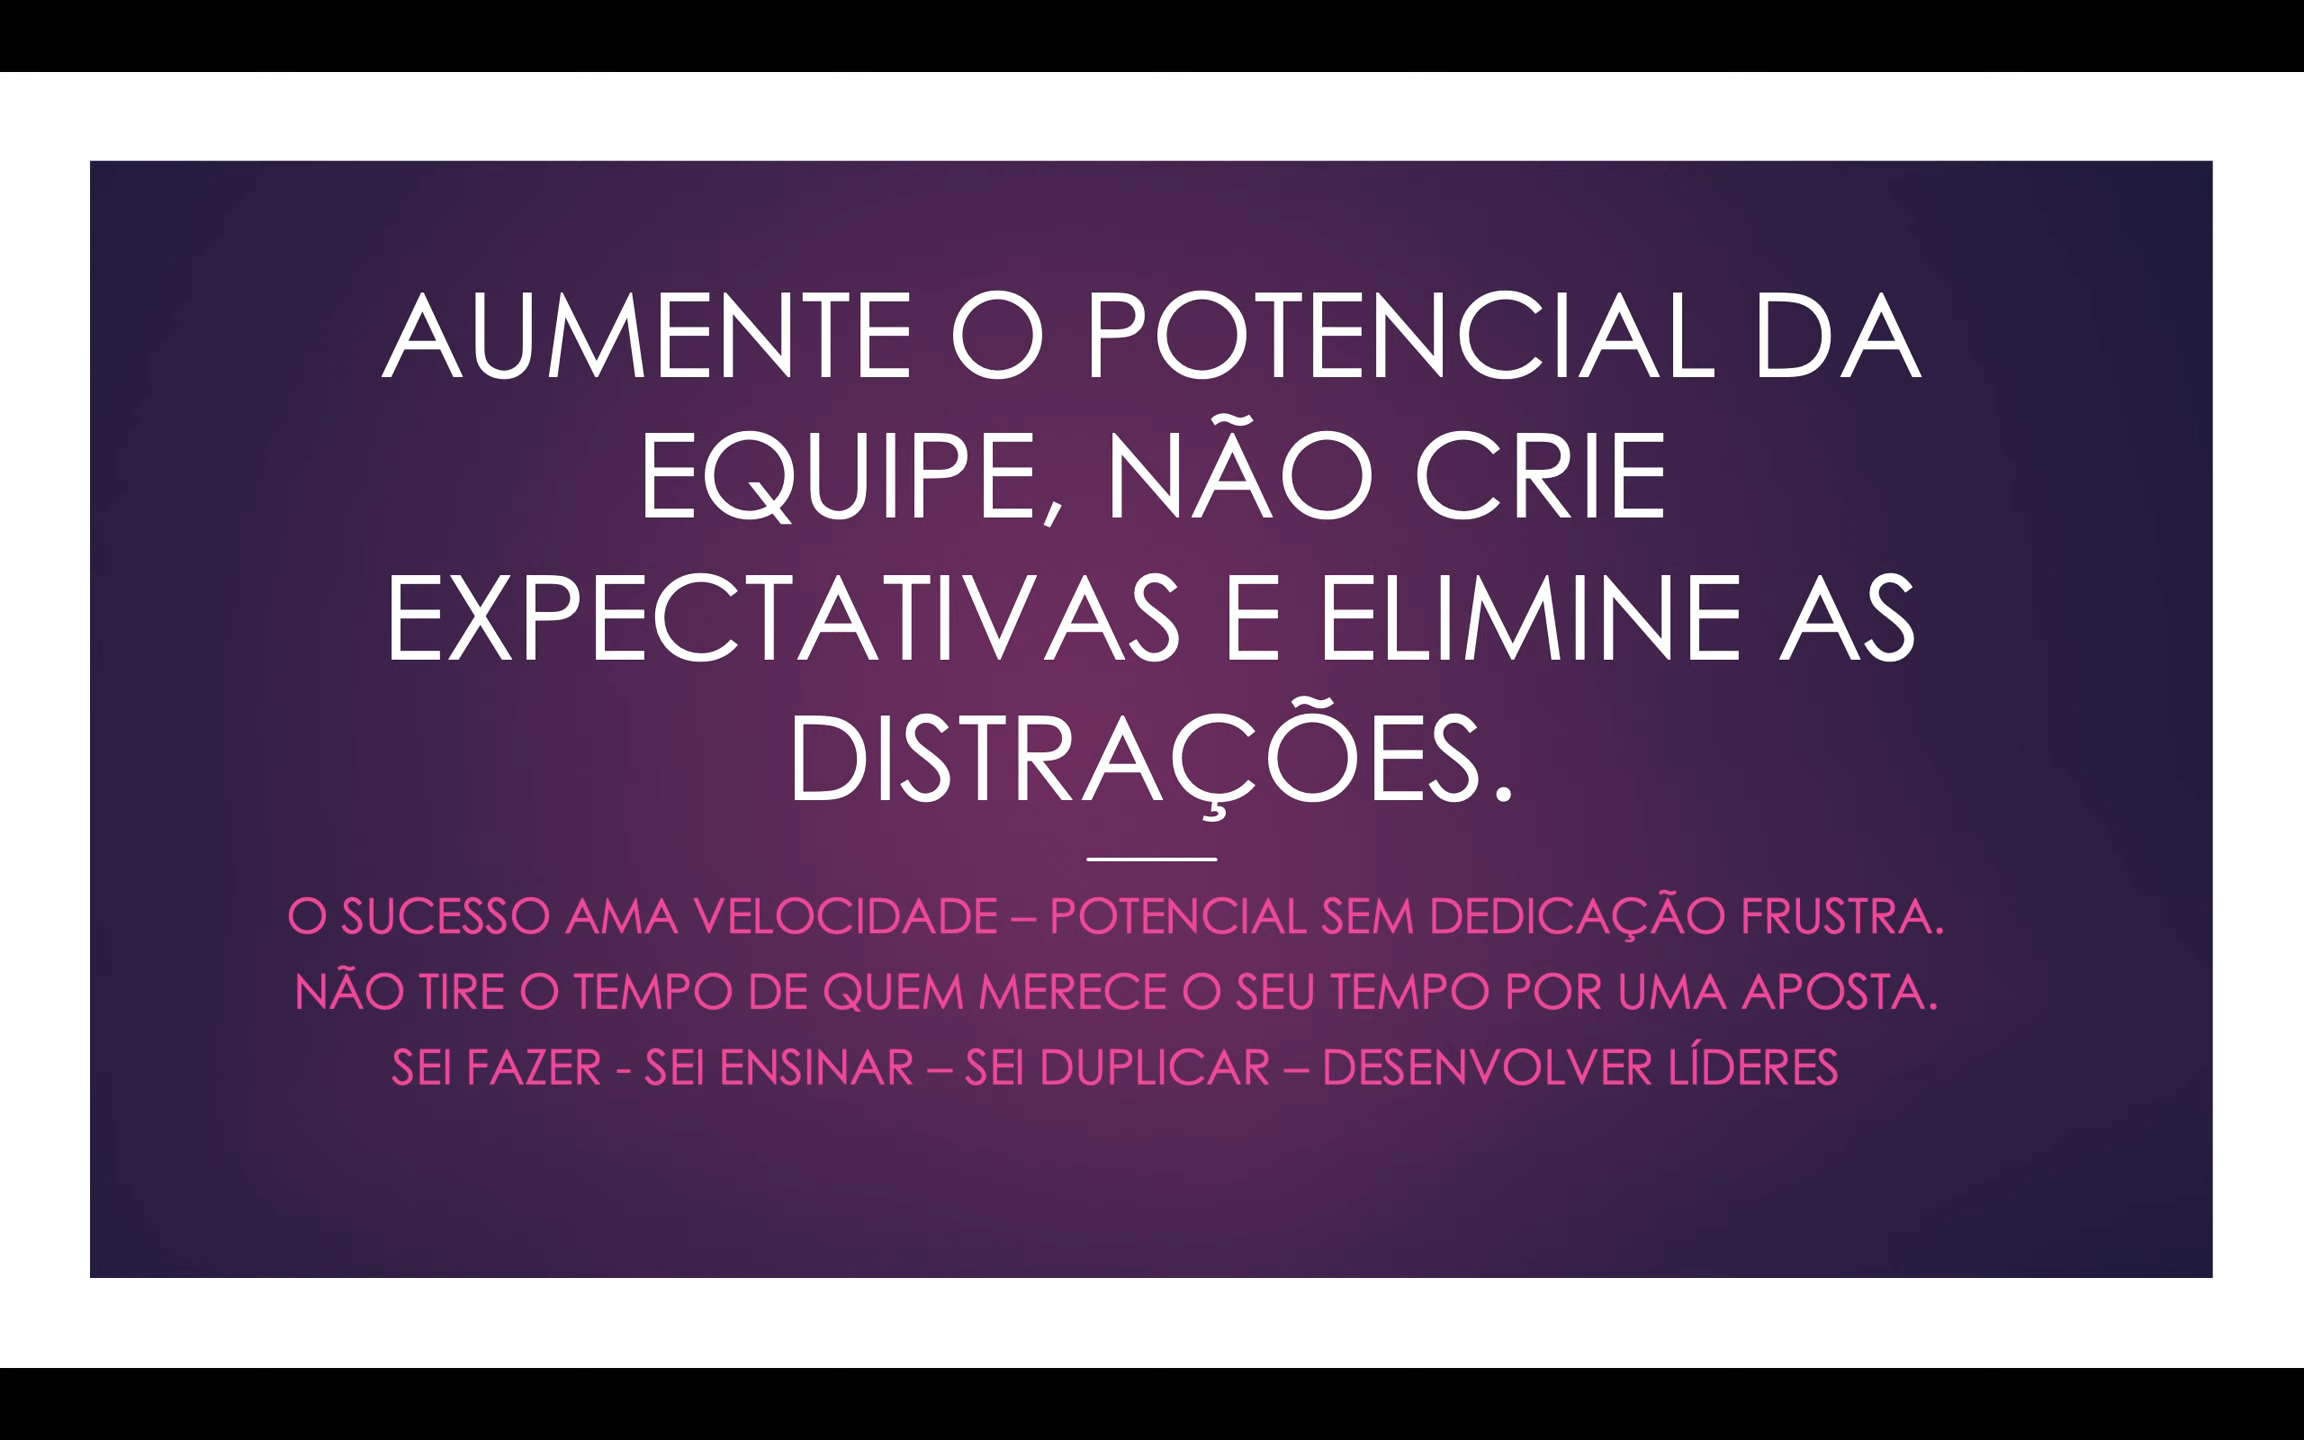 AUMENTE O POTENCIAL DA
EQUIPE, NÃO CRIE
EXPECTATIVAS E ELIMINE AS
DISTRAÇÕES.
O SUCESSO AMA VELOCIDADE – POTENCIAL SEM DEDICAÇÃO FRUSTRA.
NÃO TIRE O TEMPO DE QUEM MERECE O SEU TEMPO POR UMA APOSTA.
SEI FAZER - SEI ENSINAR – SEI DUPLICAR – DESENVOLVER LÍDERES